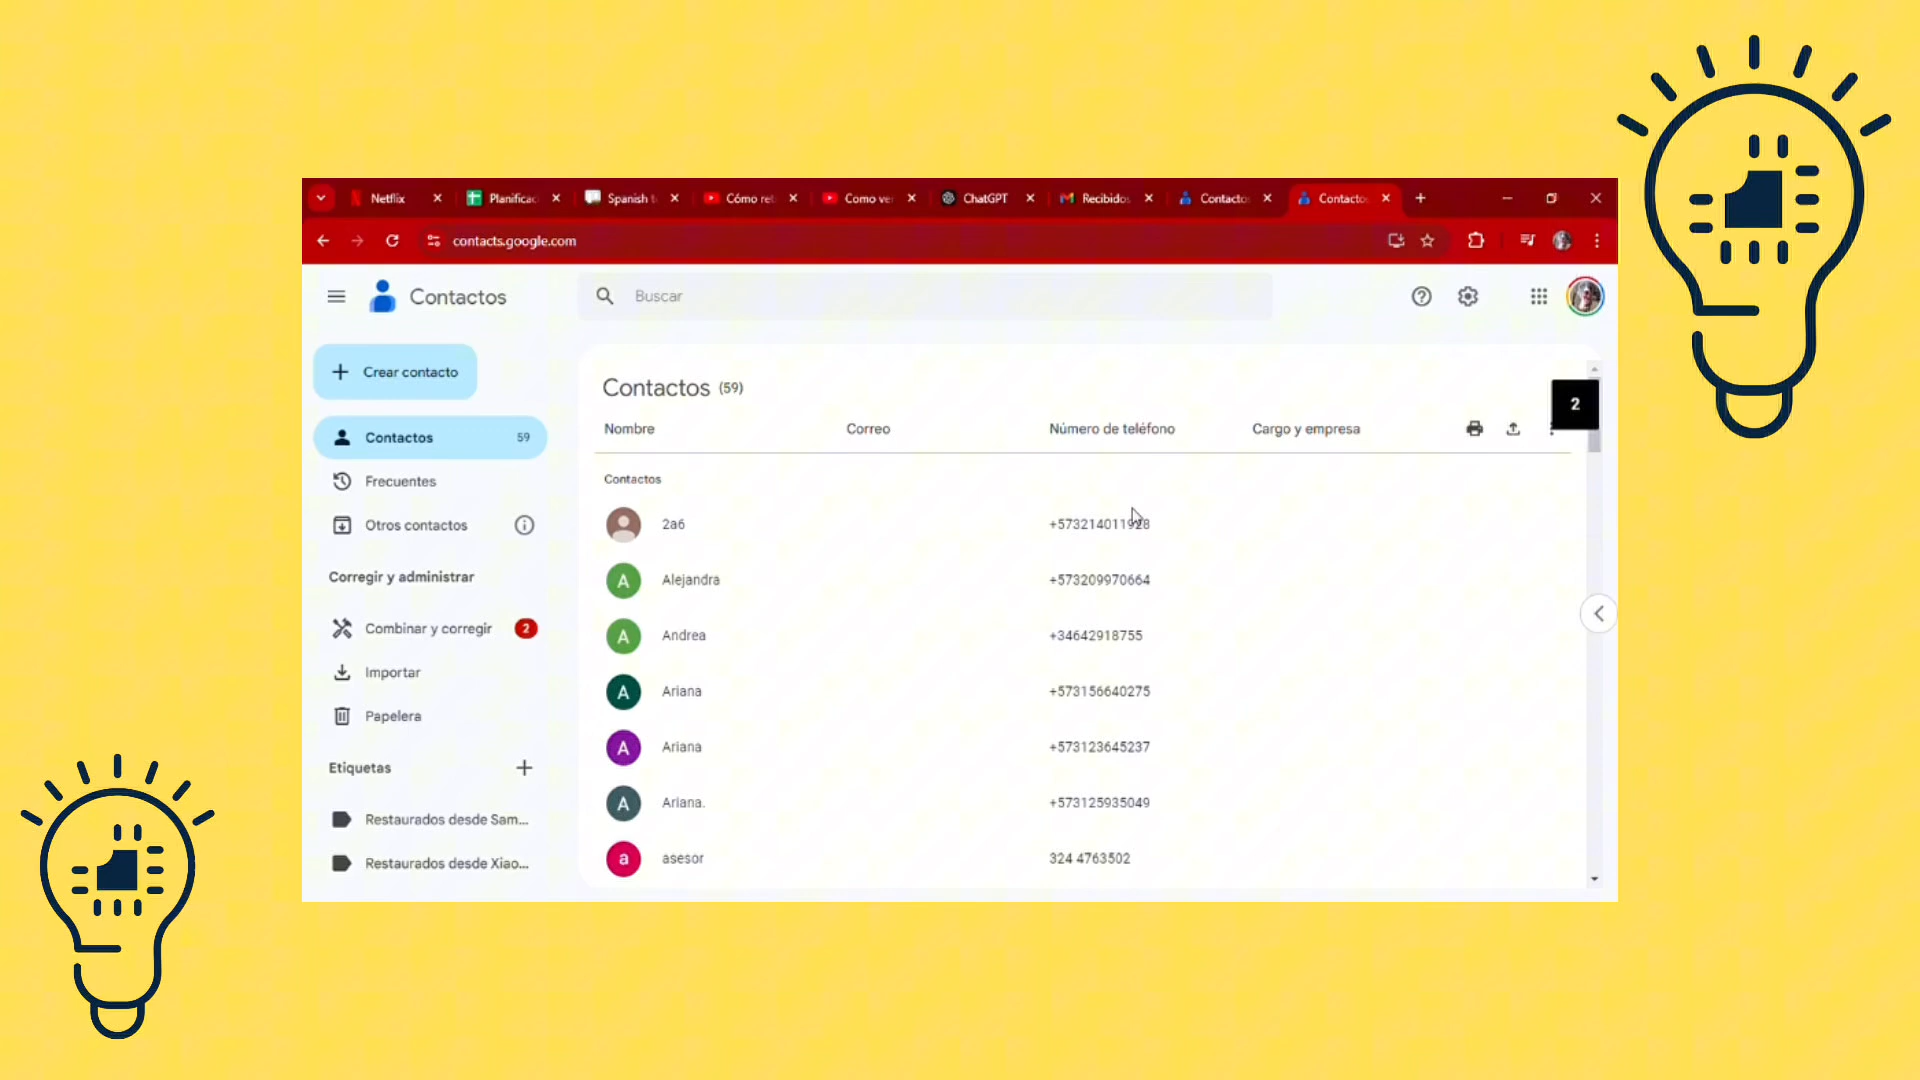 Netflix
Planificac
Spanish t
Cómo ret
Como ver
ChatGPT
Recibidos
Contactos
Contactos
contacts.google.com
Contactos
Buscar
Crear contacto
Contactos 59
Frecuentes
Otros contactos
Corregir y administrar
Combinar y corregir 2
Importar
Papelera
Etiquetas
Restaurados desde Sam...
Restaurados desde Xiao...
Contactos (59)
2
Nombre Correo Número de teléfono Cargo y empresa
Contactos
2a6 +573214011928
Alejandra +573209970664
Andrea +34642918755
Ariana +573156640275
Ariana +573123645237
Ariana. +573125935049
asesor 324 4763502
A
A
A
A
A
a